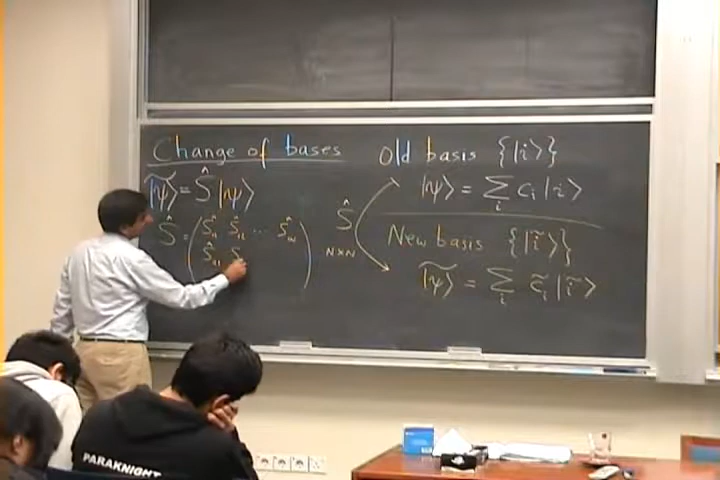 Change of bases
|ψ̃> = Ŝ |ψ>
Ŝ = ( Ŝ₁₁ Ŝ₁₂ ... Ŝ₁ₙ
Ŝ₂₁ S )
Old basis {|i>}
|ψ> = Σᵢ cᵢ |i>
Ŝ
N×N
New basis {|ĩ>}
|ψ̃> = Σᵢ c̃ᵢ |ĩ>
PARAKNIGHT